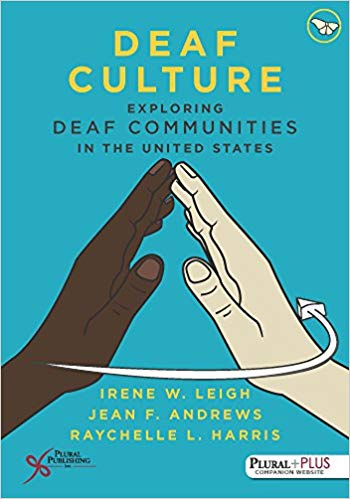 DEAF
CULTURE
EXPLORING
DEAF COMMUNITIES
IN THE UNITED STATES
IRENE W. LEIGH
JEAN F. ANDREWS
RAYCHELLE L. HARRIS
PLURAL
PUBLISHING
Inc.
PLURAL+PLUS
COMPANION WEBSITE